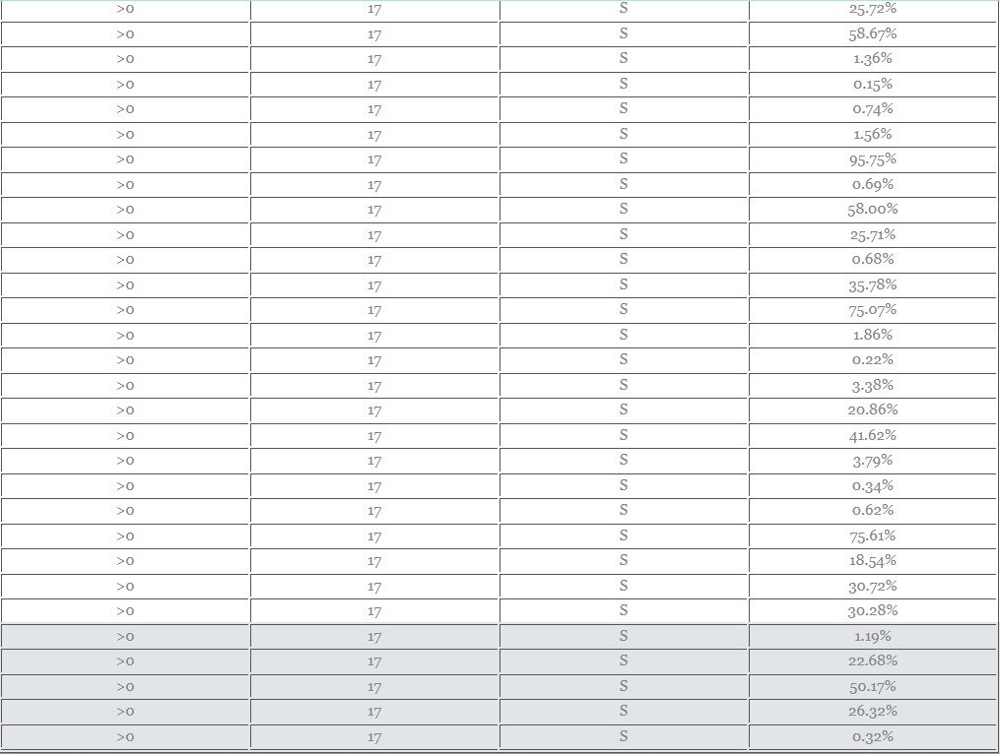 >0 17 S 25.72%
>0 17 S 58.67%
>0 17 S 1.36%
>0 17 S 0.15%
>0 17 S 0.74%
>0 17 S 1.56%
>0 17 S 95.75%
>0 17 S 0.69%
>0 17 S 58.00%
>0 17 S 25.71%
>0 17 S 0.68%
>0 17 S 35.78%
>0 17 S 75.07%
>0 17 S 1.86%
>0 17 S 0.22%
>0 17 S 3.38%
>0 17 S 20.86%
>0 17 S 41.62%
>0 17 S 3.79%
>0 17 S 0.34%
>0 17 S 0.62%
>0 17 S 75.61%
>0 17 S 18.54%
>0 17 S 30.72%
>0 17 S 30.28%
>0 17 S 1.19%
>0 17 S 22.68%
>0 17 S 50.17%
>0 17 S 26.32%
>0 17 S 0.32%